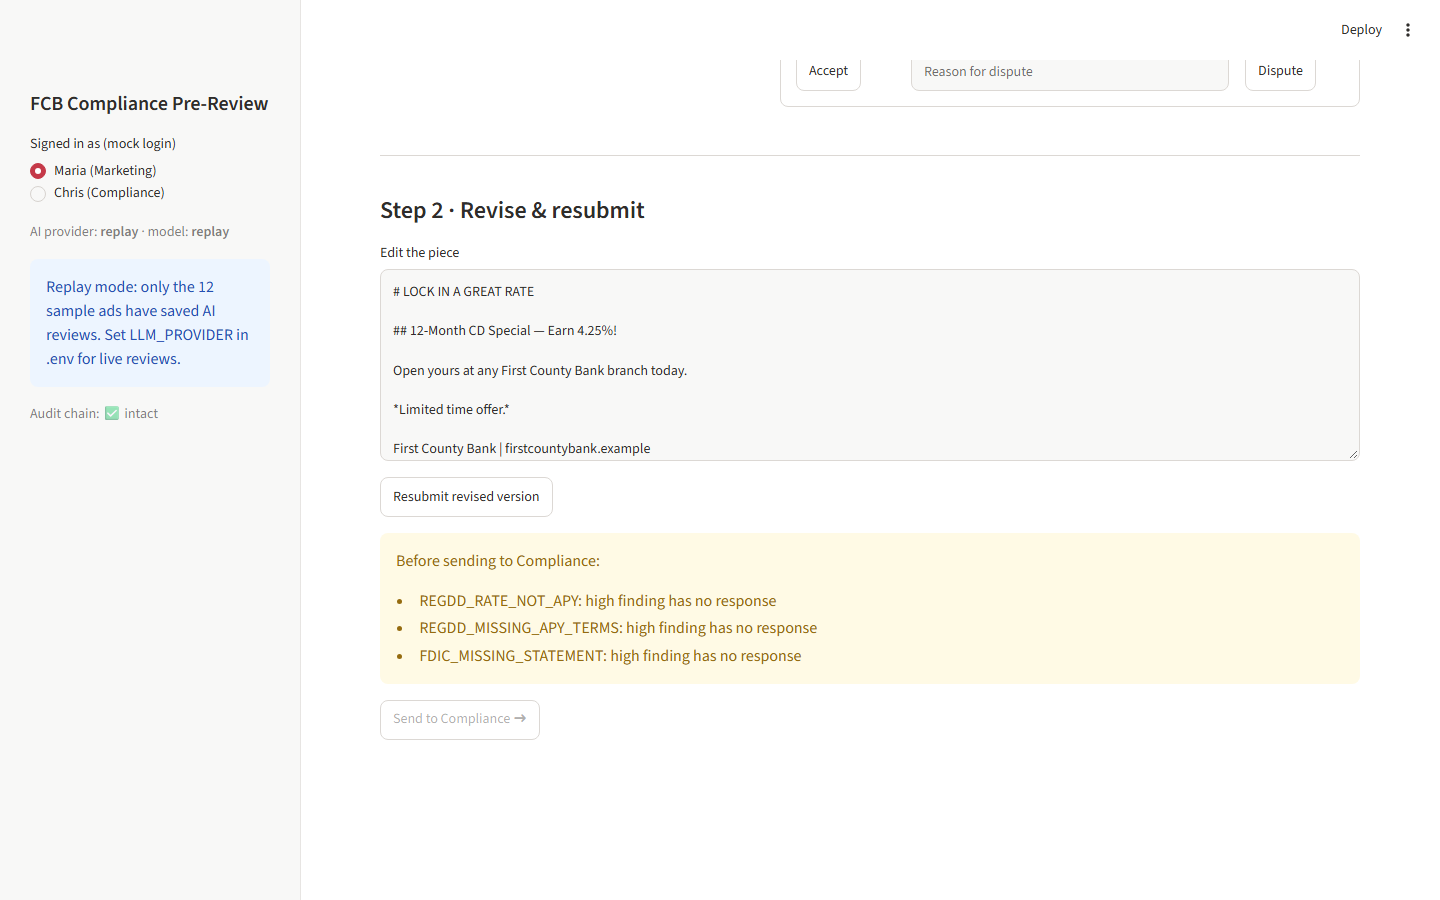 Deploy
FCB Compliance Pre-Review
Signed in as (mock login)
Maria (Marketing)
Chris (Compliance)
AI provider: replay · model: replay
Replay mode: only the 12
sample ads have saved AI
reviews. Set LLM_PROVIDER in
.env for live reviews.
Audit chain: ✅ intact
Accept
Reason for dispute
Dispute
Step 2 · Revise & resubmit
Edit the piece
# LOCK IN A GREAT RATE
## 12-Month CD Special — Earn 4.25%!
Open yours at any First County Bank branch today.
*Limited time offer.*
First County Bank | firstcountybank.example
Resubmit revised version
Before sending to Compliance:
• REGDD_RATE_NOT_APY: high finding has no response
• REGDD_MISSING_APY_TERMS: high finding has no response
• FDIC_MISSING_STATEMENT: high finding has no response
Send to Compliance →